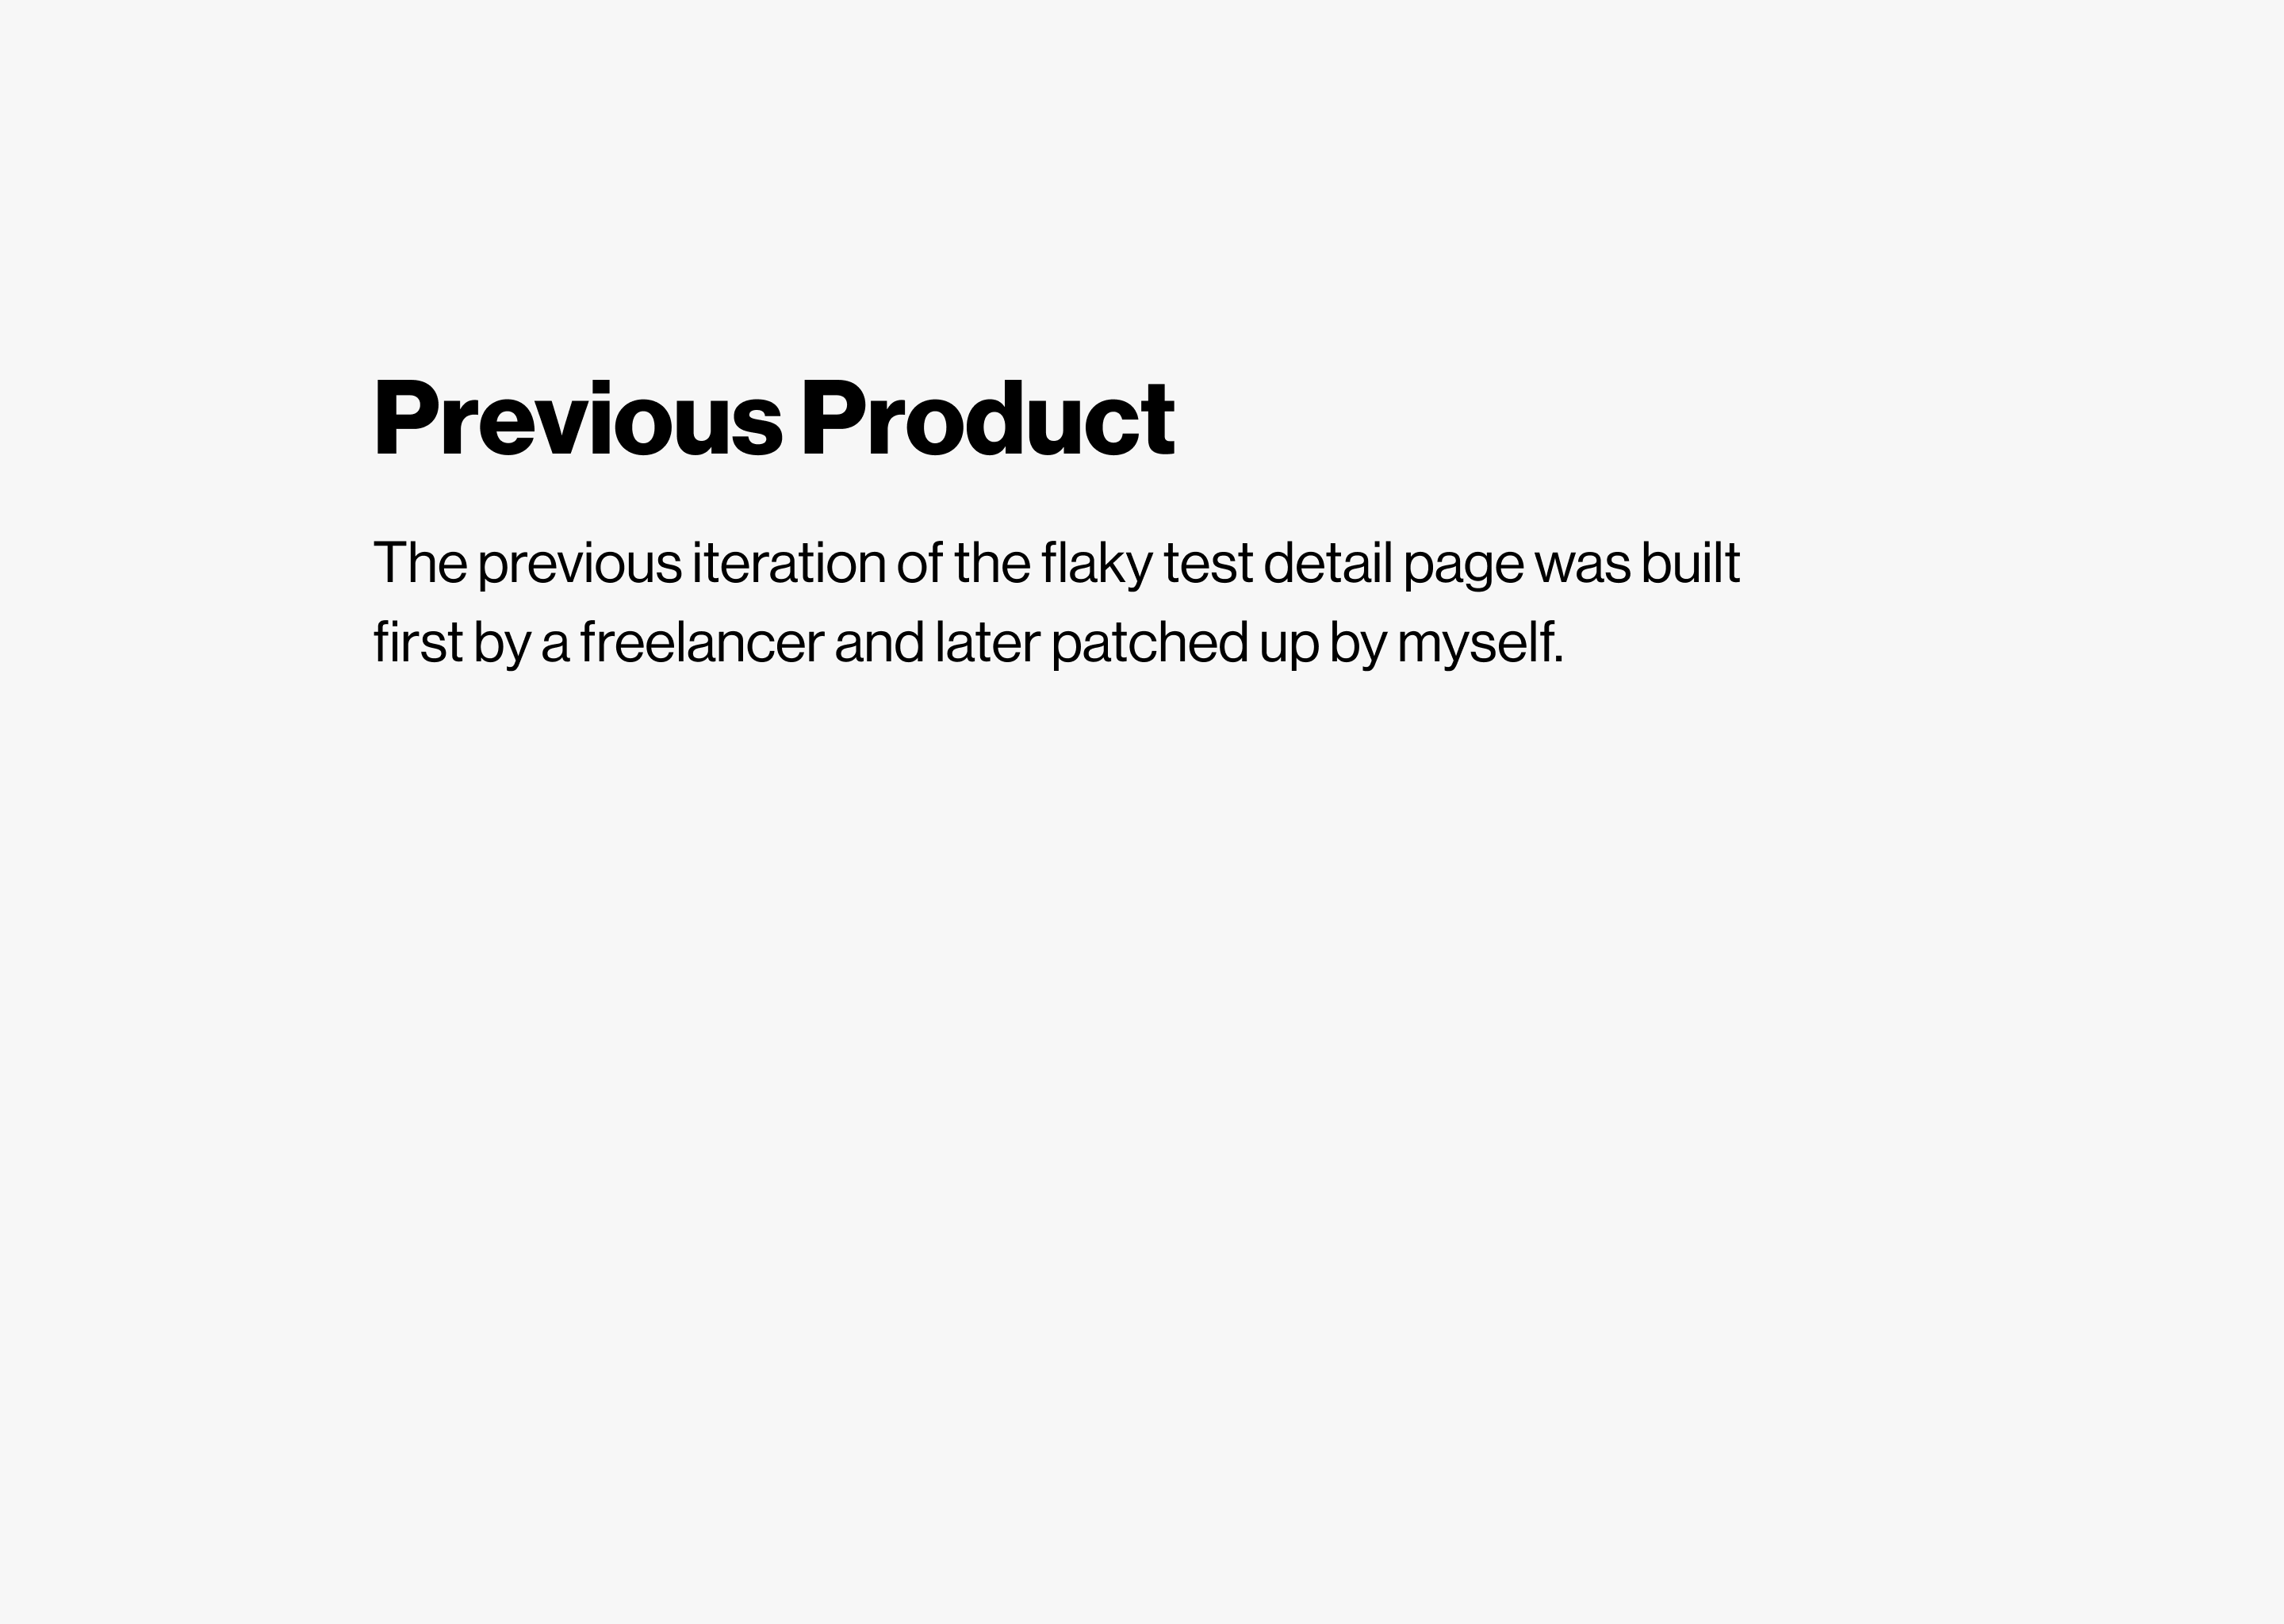 Previous Product
The previous iteration of the flaky test detail page was built
first by a freelancer and later patched up by myself.